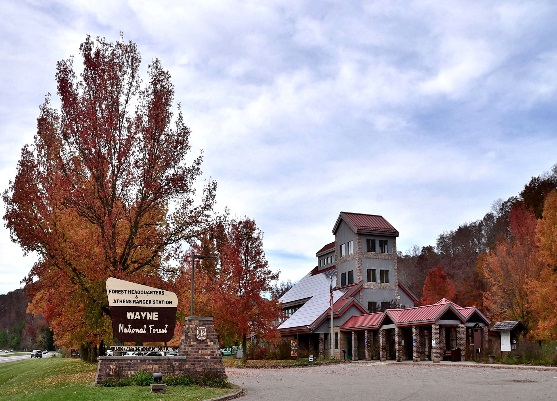 FOREST HEADQUARTERS
&
ATHENS RANGER STATION
WAYNE
National Forest